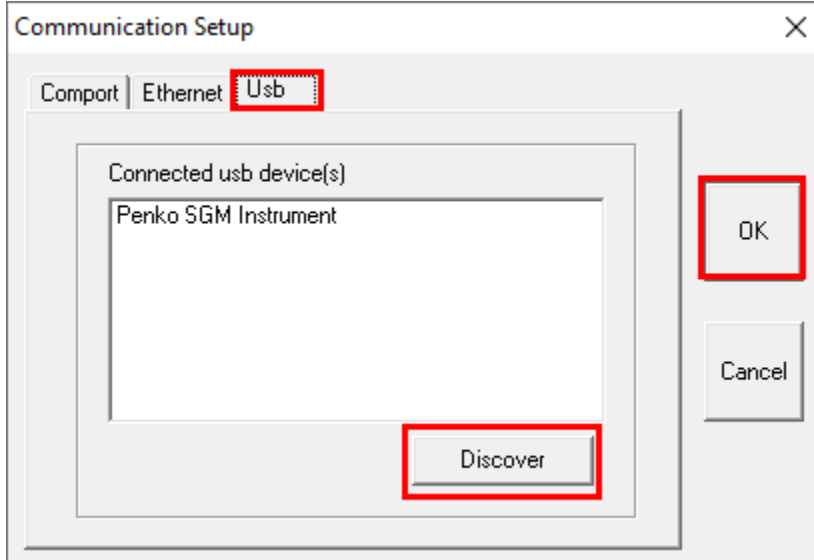 Communication Setup
Comport Ethernet Usb
Connected usb device(s)
Penko SGM Instrument
OK
Cancel
Discover